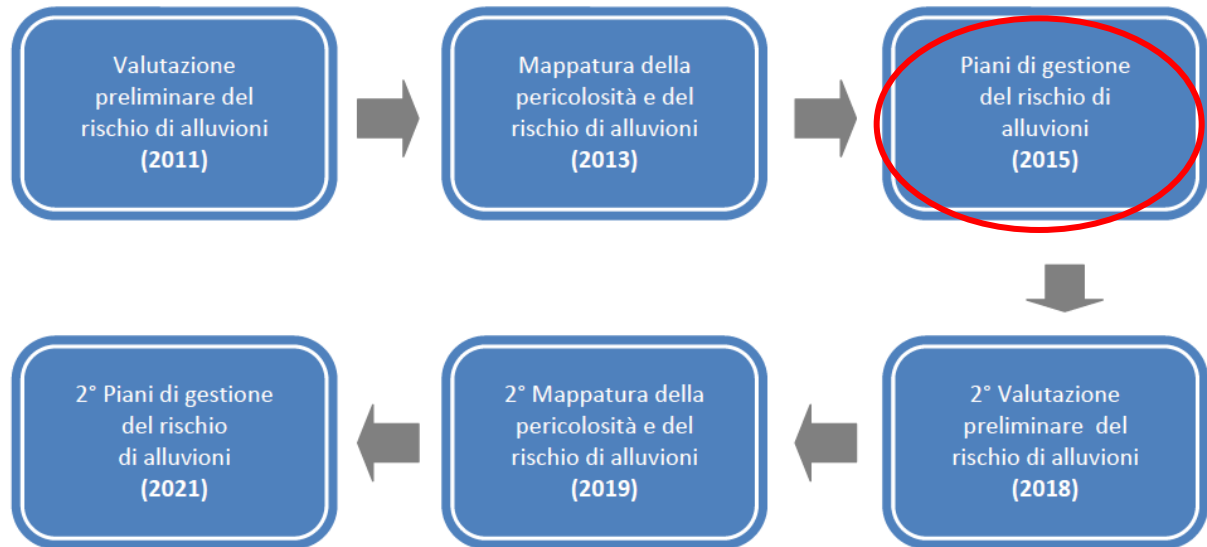 Valutazione
preliminare del
rischio di alluvioni
(2011)
Mappatura della
pericolosità e del
rischio di alluvioni
(2013)
Piani di gestione
del rischio di
alluvioni
(2015)
2° Valutazione
preliminare del
rischio di alluvioni
(2018)
2° Mappatura della
pericolosità e del
rischio di alluvioni
(2019)
2° Piani di gestione
del rischio
di alluvioni
(2021)